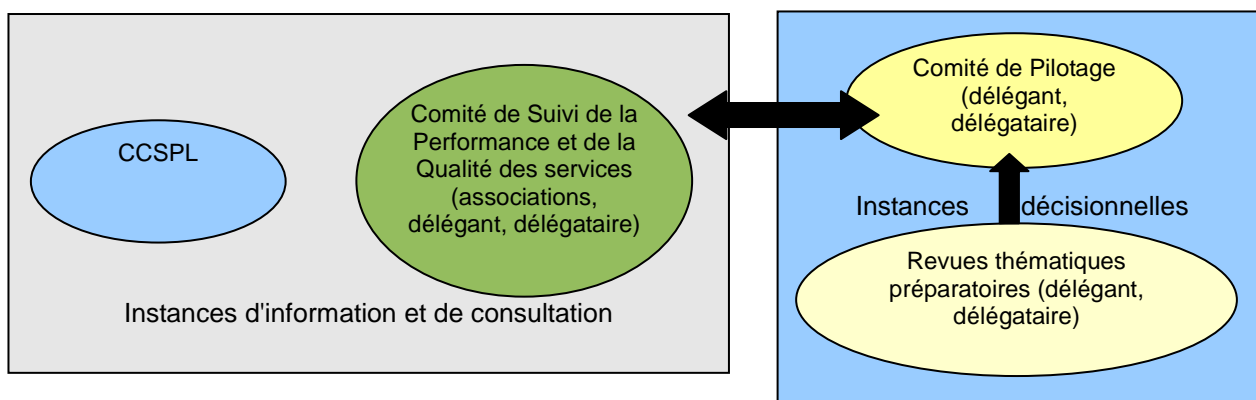 CCSPL
Comité de Suivi de la
Performance et de la
Qualité des services
(associations,
délégant, délégataire)
Instances d'information et de consultation
Comité de Pilotage
(délégant,
délégataire)
Instances décisionnelles
Revues thématiques
préparatoires (délégant,
délégataire)